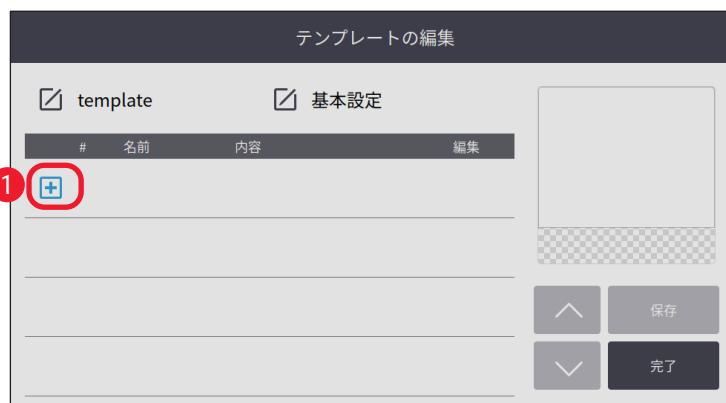 テンプレートの編集
template 基本設定
# 名前 内容 編集
1
保存
完了